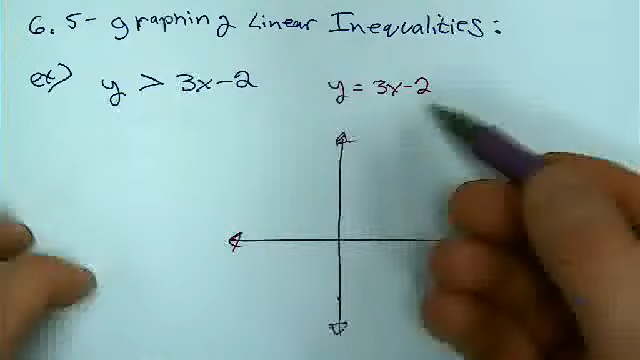 6.5- graphing Linear Inequalities:
ex) y > 3x-2 y = 3x-2